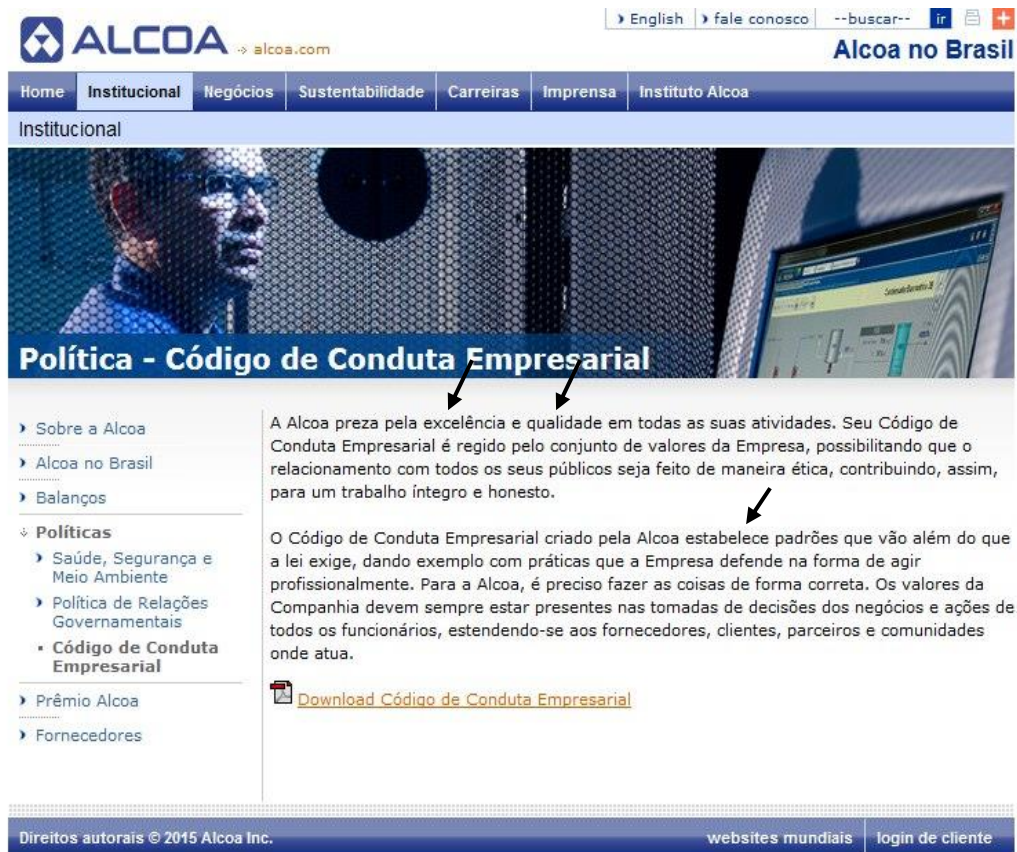 English fale conosco --buscar-- ir
ALCOA alcoa.com
Alcoa no Brasil
Home Institucional Negócios Sustentabilidade Carreiras Imprensa Instituto Alcoa
Institucional
Política - Código de Conduta Empresarial
Sobre a Alcoa
Alcoa no Brasil
Balanços
Políticas
Saúde, Segurança e
Meio Ambiente
Política de Relações
Governamentais
Código de Conduta
Empresarial
Prêmio Alcoa
Fornecedores
A Alcoa preza pela excelência e qualidade em todas as suas atividades. Seu Código de
Conduta Empresarial é regido pelo conjunto de valores da Empresa, possibilitando que o
relacionamento com todos os seus públicos seja feito de maneira ética, contribuindo, assim,
para um trabalho íntegro e honesto.
O Código de Conduta Empresarial criado pela Alcoa estabelece padrões que vão além do que
a lei exige, dando exemplo com práticas que a Empresa defende na forma de agir
profissionalmente. Para a Alcoa, é preciso fazer as coisas de forma correta. Os valores da
Companhia devem sempre estar presentes nas tomadas de decisões dos negócios e ações de
todos os funcionários, estendendo-se aos fornecedores, clientes, parceiros e comunidades
onde atua.
Download Código de Conduta Empresarial
Direitos autorais © 2015 Alcoa Inc. websites mundiais login de cliente